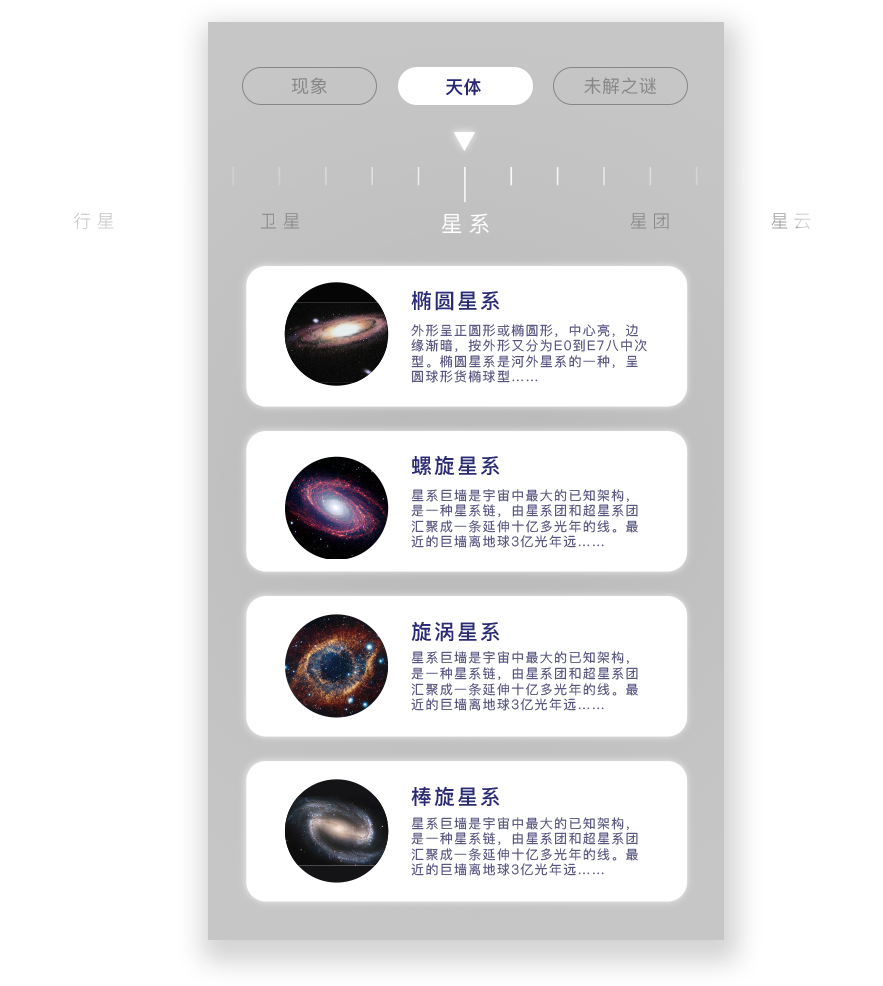 现象
天体
未解之谜
行星
卫星
星系
星团
星云
椭圆星系
外形呈正圆形或椭圆形，中心亮，边
缘渐暗，按外形又分为E0到E7八中次
型。椭圆星系是河外星系的一种，呈
圆球形货椭球型……
螺旋星系
星系巨墙是宇宙中最大的已知架构，
是一种星系链，由星系团和超星系团
汇聚成一条延伸十亿多光年的线。最
近的巨墙离地球3亿光年远……
旋涡星系
星系巨墙是宇宙中最大的已知架构，
是一种星系链，由星系团和超星系团
汇聚成一条延伸十亿多光年的线。最
近的巨墙离地球3亿光年远……
棒旋星系
星系巨墙是宇宙中最大的已知架构，
是一种星系链，由星系团和超星系团
汇聚成一条延伸十亿多光年的线。最
近的巨墙离地球3亿光年远……